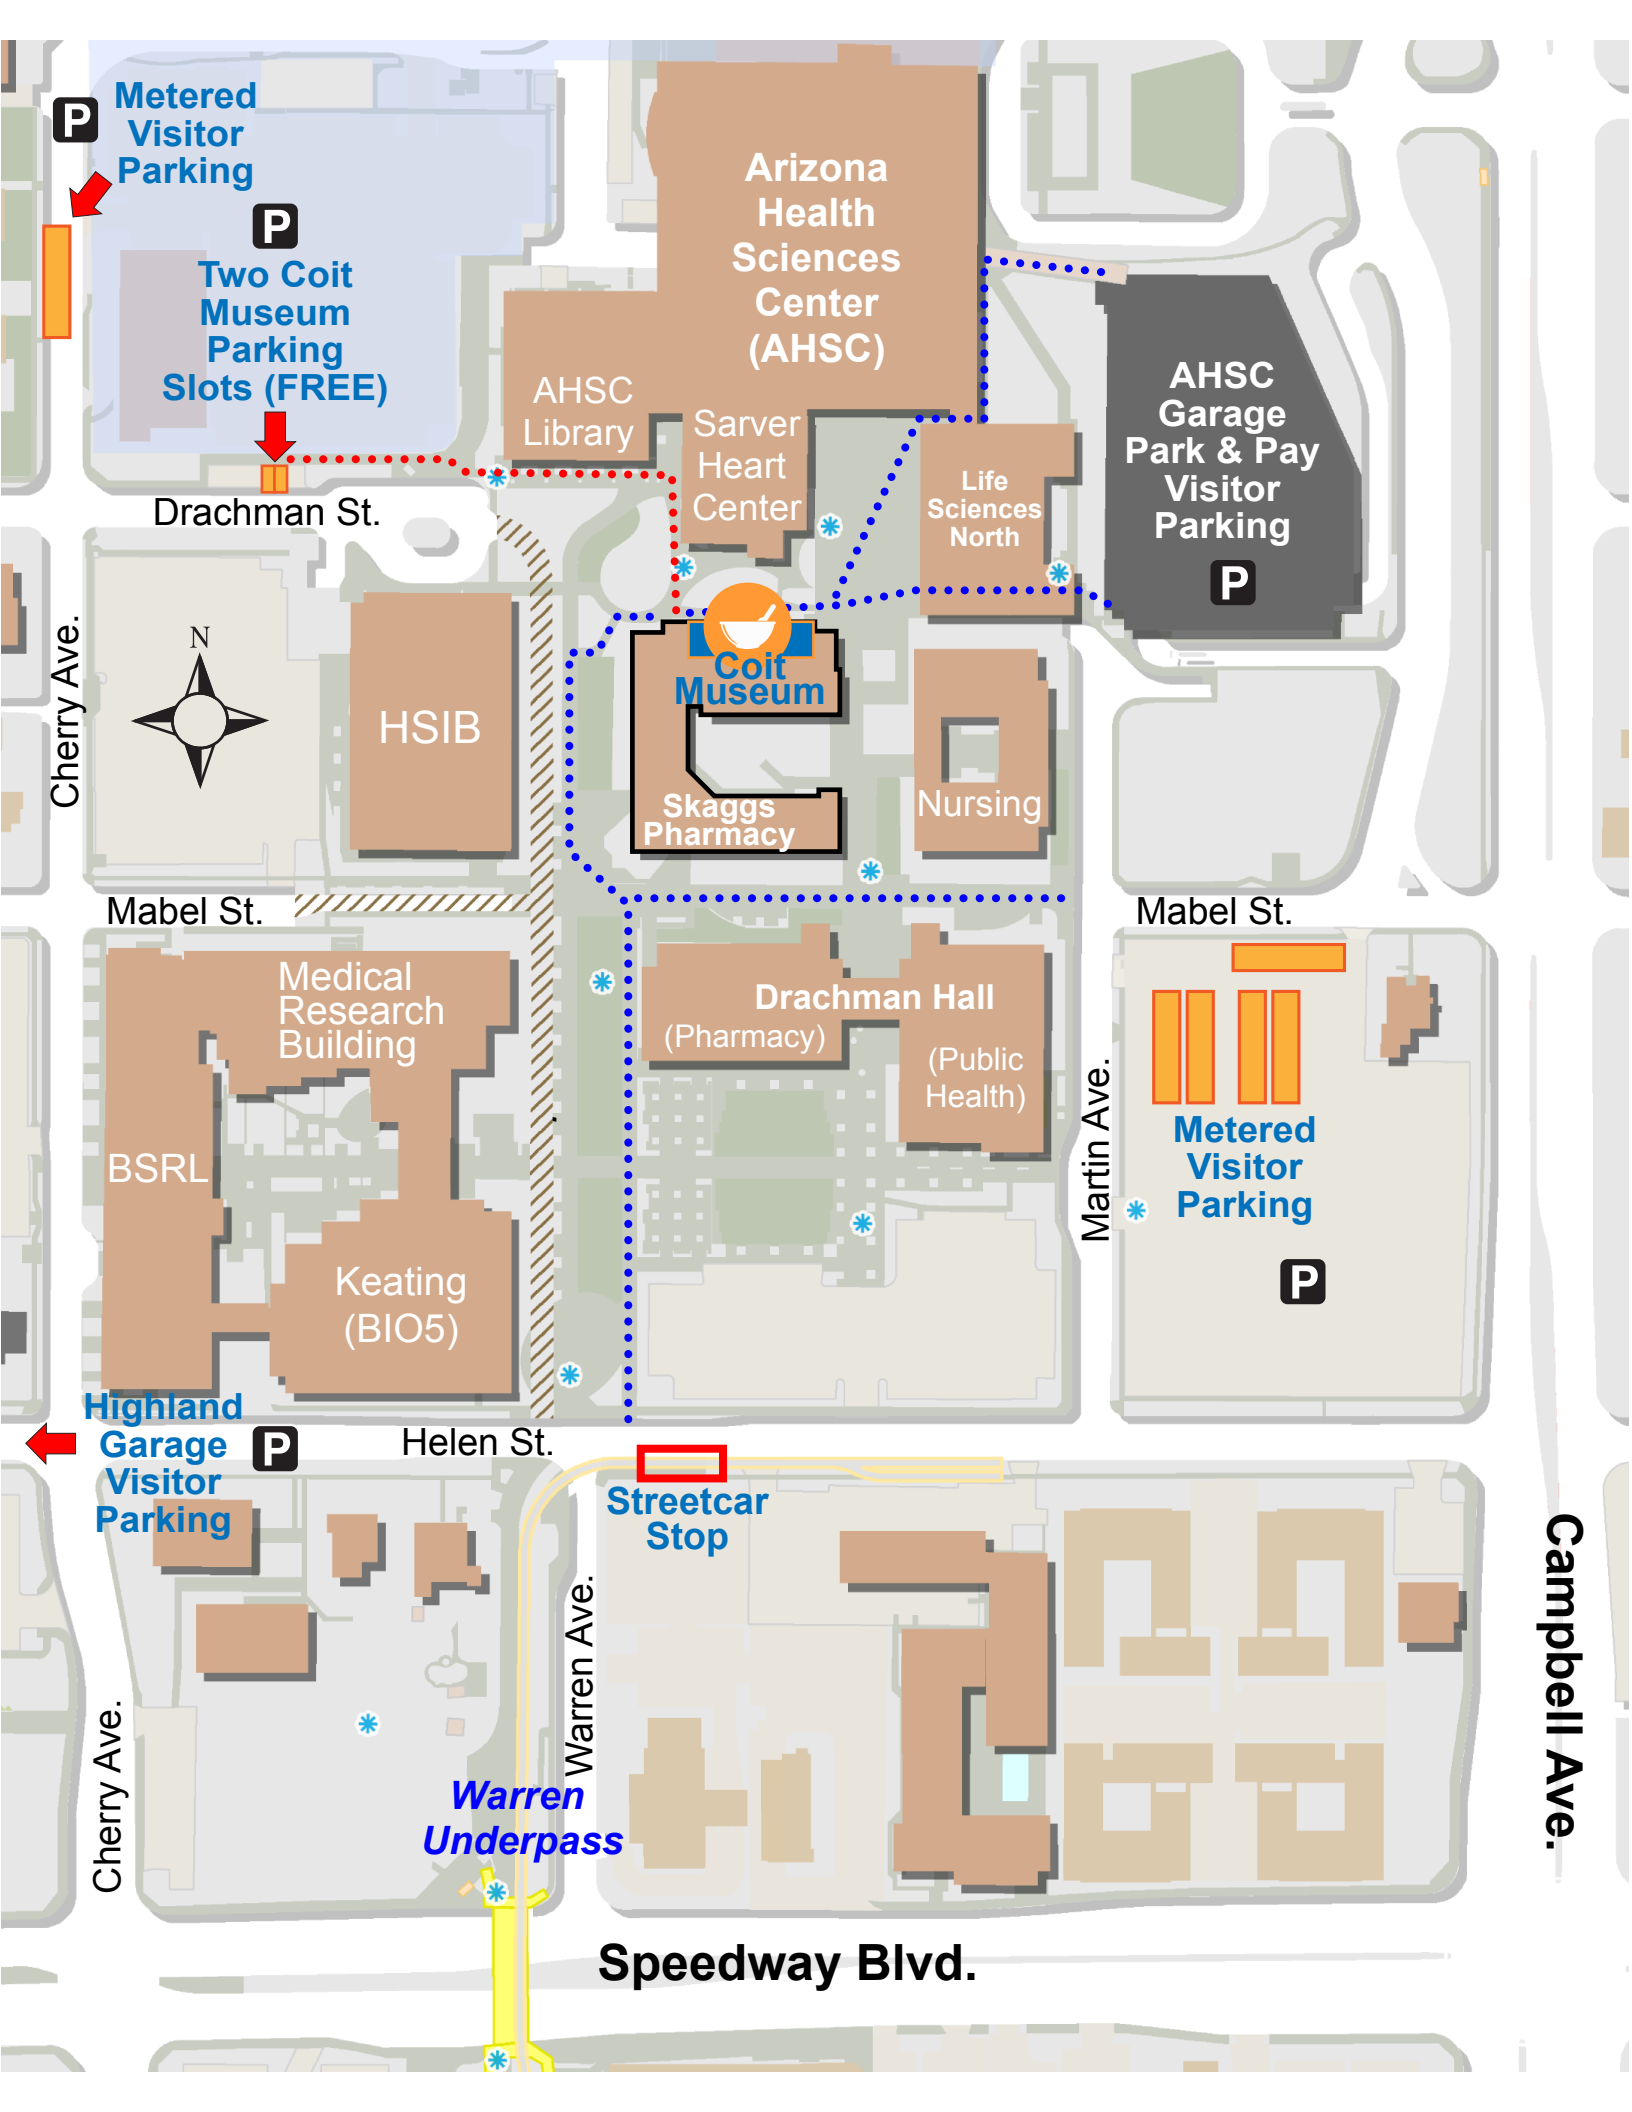 P
Metered
Visitor
Parking
P
Two Coit
Museum
Parking
Slots (FREE)
Arizona
Health
Sciences
Center
(AHSC)
AHSC
Library
Sarver
Heart
Center
Life
Sciences
North
AHSC
Garage
Park & Pay
Visitor
Parking
P
Drachman St.
Cherry Ave.
N
HSIB
Coit
Museum
Skaggs
Pharmacy
Nursing
Mabel St.
Mabel St.
Medical
Research
Building
BSRL
Keating
(BIO5)
Drachman Hall
(Pharmacy)
(Public
Health)
Martin Ave.
Metered
Visitor
Parking
P
Highland
Garage
Visitor
Parking
P
Helen St.
Streetcar
Stop
Warren Ave.
Cherry Ave.
Warren
Underpass
Campbell Ave.
Speedway Blvd.